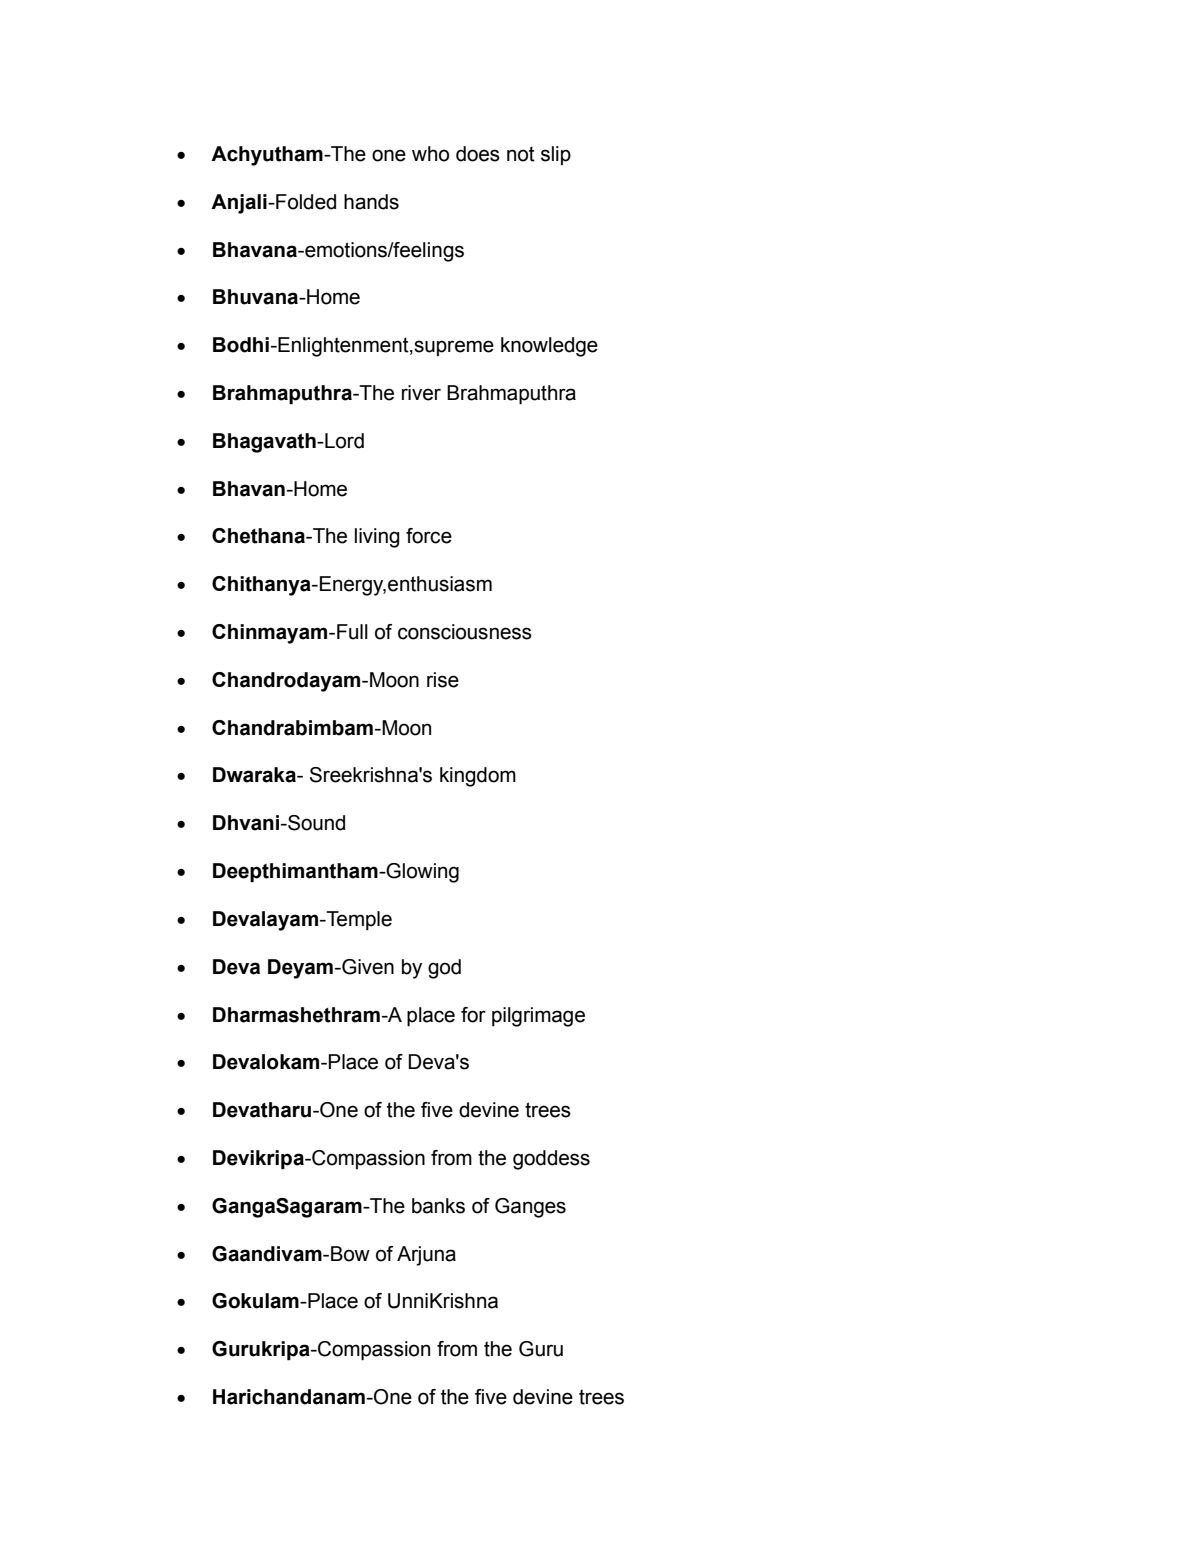 • Achyutham-The one who does not slip
• Anjali-Folded hands
• Bhavana-emotions/feelings
• Bhuvana-Home
• Bodhi-Enlightenment,supreme knowledge
• Brahmaputhra-The river Brahmaputhra
• Bhagavath-Lord
• Bhavan-Home
• Chethana-The living force
• Chithanya-Energy,enthusiasm
• Chinmayam-Full of consciousness
• Chandrodayam-Moon rise
• Chandrabimbam-Moon
• Dwaraka- Sreekrishna's kingdom
• Dhvani-Sound
• Deepthimantham-Glowing
• Devalayam-Temple
• Deva Deyam-Given by god
• Dharmashethram-A place for pilgrimage
• Devalokam-Place of Deva's
• Devatharu-One of the five devine trees
• Devikripa-Compassion from the goddess
• GangaSagaram-The banks of Ganges
• Gaandivam-Bow of Arjuna
• Gokulam-Place of UnniKrishna
• Gurukripa-Compassion from the Guru
• Harichandanam-One of the five devine trees